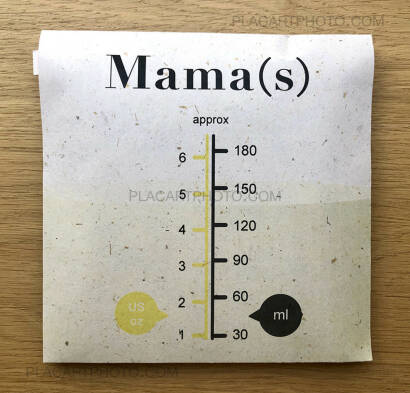 PLACARTPHOTO.COM
Mama(s)
approx
6 180
5 150
PLACARTPHOTO.COM
4 120
3 90
2 60
US oz
ml
1 30
PLACARTPHOTO.COM